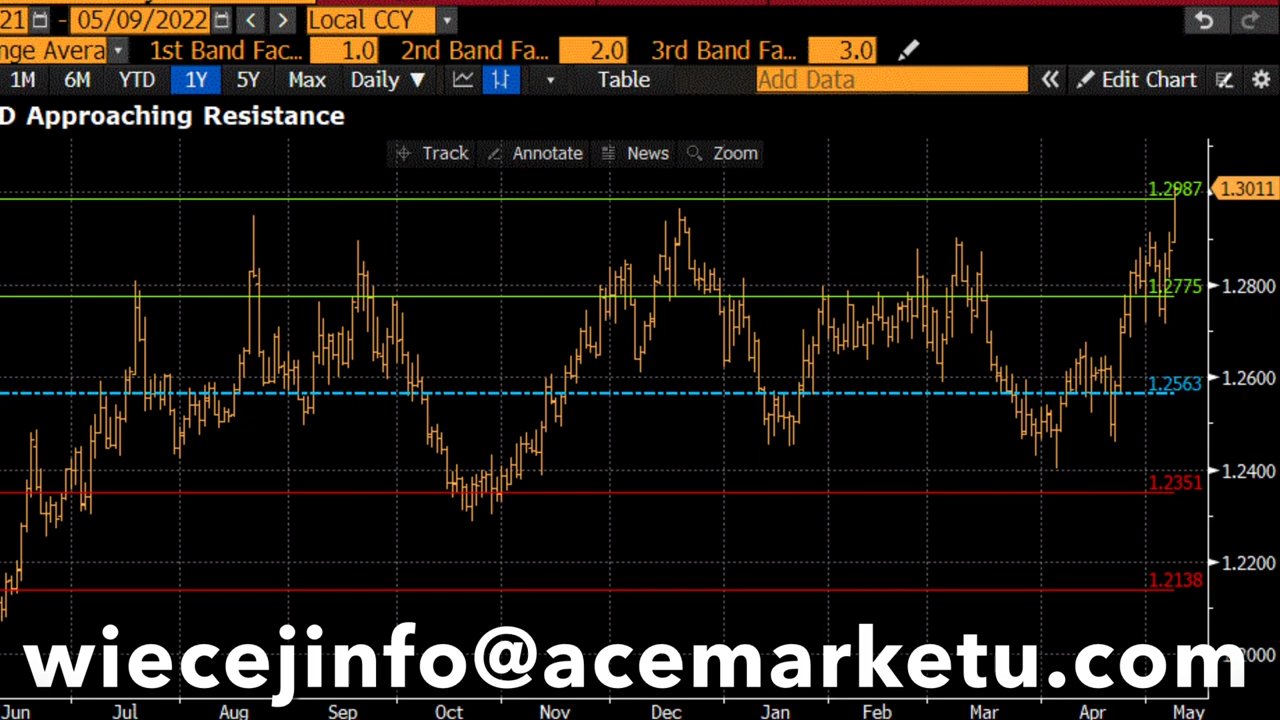 21 - 05/09/2022 < > Local CCY
nge Avera 1st Band Fac... 1.0 2nd Band Fa... 2.0 3rd Band Fa... 3.0
1M 6M YTD 1Y 5Y Max Daily ▼ Table Add Data « Edit Chart
D Approaching Resistance
Track Annotate News Zoom
1.2987 1.3011
1.2775 1.2800
1.2563 1.2600
1.2351 1.2400
1.2138 1.2200
wiecejinfo@acemarketu.com
Jun Jul Aug Sep Oct Nov Dec Jan Feb Mar Apr May